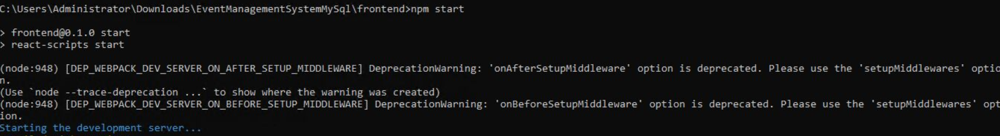 C:\Users\Administrator\Downloads\EventManagementSystemMySql\frontend>npm start
> frontend@0.1.0 start
> react-scripts start
(node:948) [DEP_WEBPACK_DEV_SERVER_ON_AFTER_SETUP_MIDDLEWARE] DeprecationWarning: 'onAfterSetupMiddleware' option is deprecated. Please use the 'setupMiddlewares' optio
n.
(Use `node --trace-deprecation ...` to show where the warning was created)
(node:948) [DEP_WEBPACK_DEV_SERVER_ON_BEFORE_SETUP_MIDDLEWARE] DeprecationWarning: 'onBeforeSetupMiddleware' option is deprecated. Please use the 'setupMiddlewares' opt
ion.
Starting the development server...